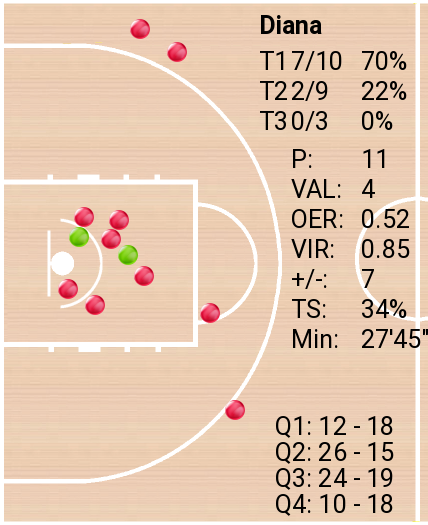 Diana
T1 7/10 70%
T2 2/9 22%
T3 0/3 0%
P: 11
VAL: 4
OER: 0.52
VIR: 0.85
+/-: 7
TS: 34%
Min: 27'45"
Q1: 12 - 18
Q2: 26 - 15
Q3: 24 - 19
Q4: 10 - 18